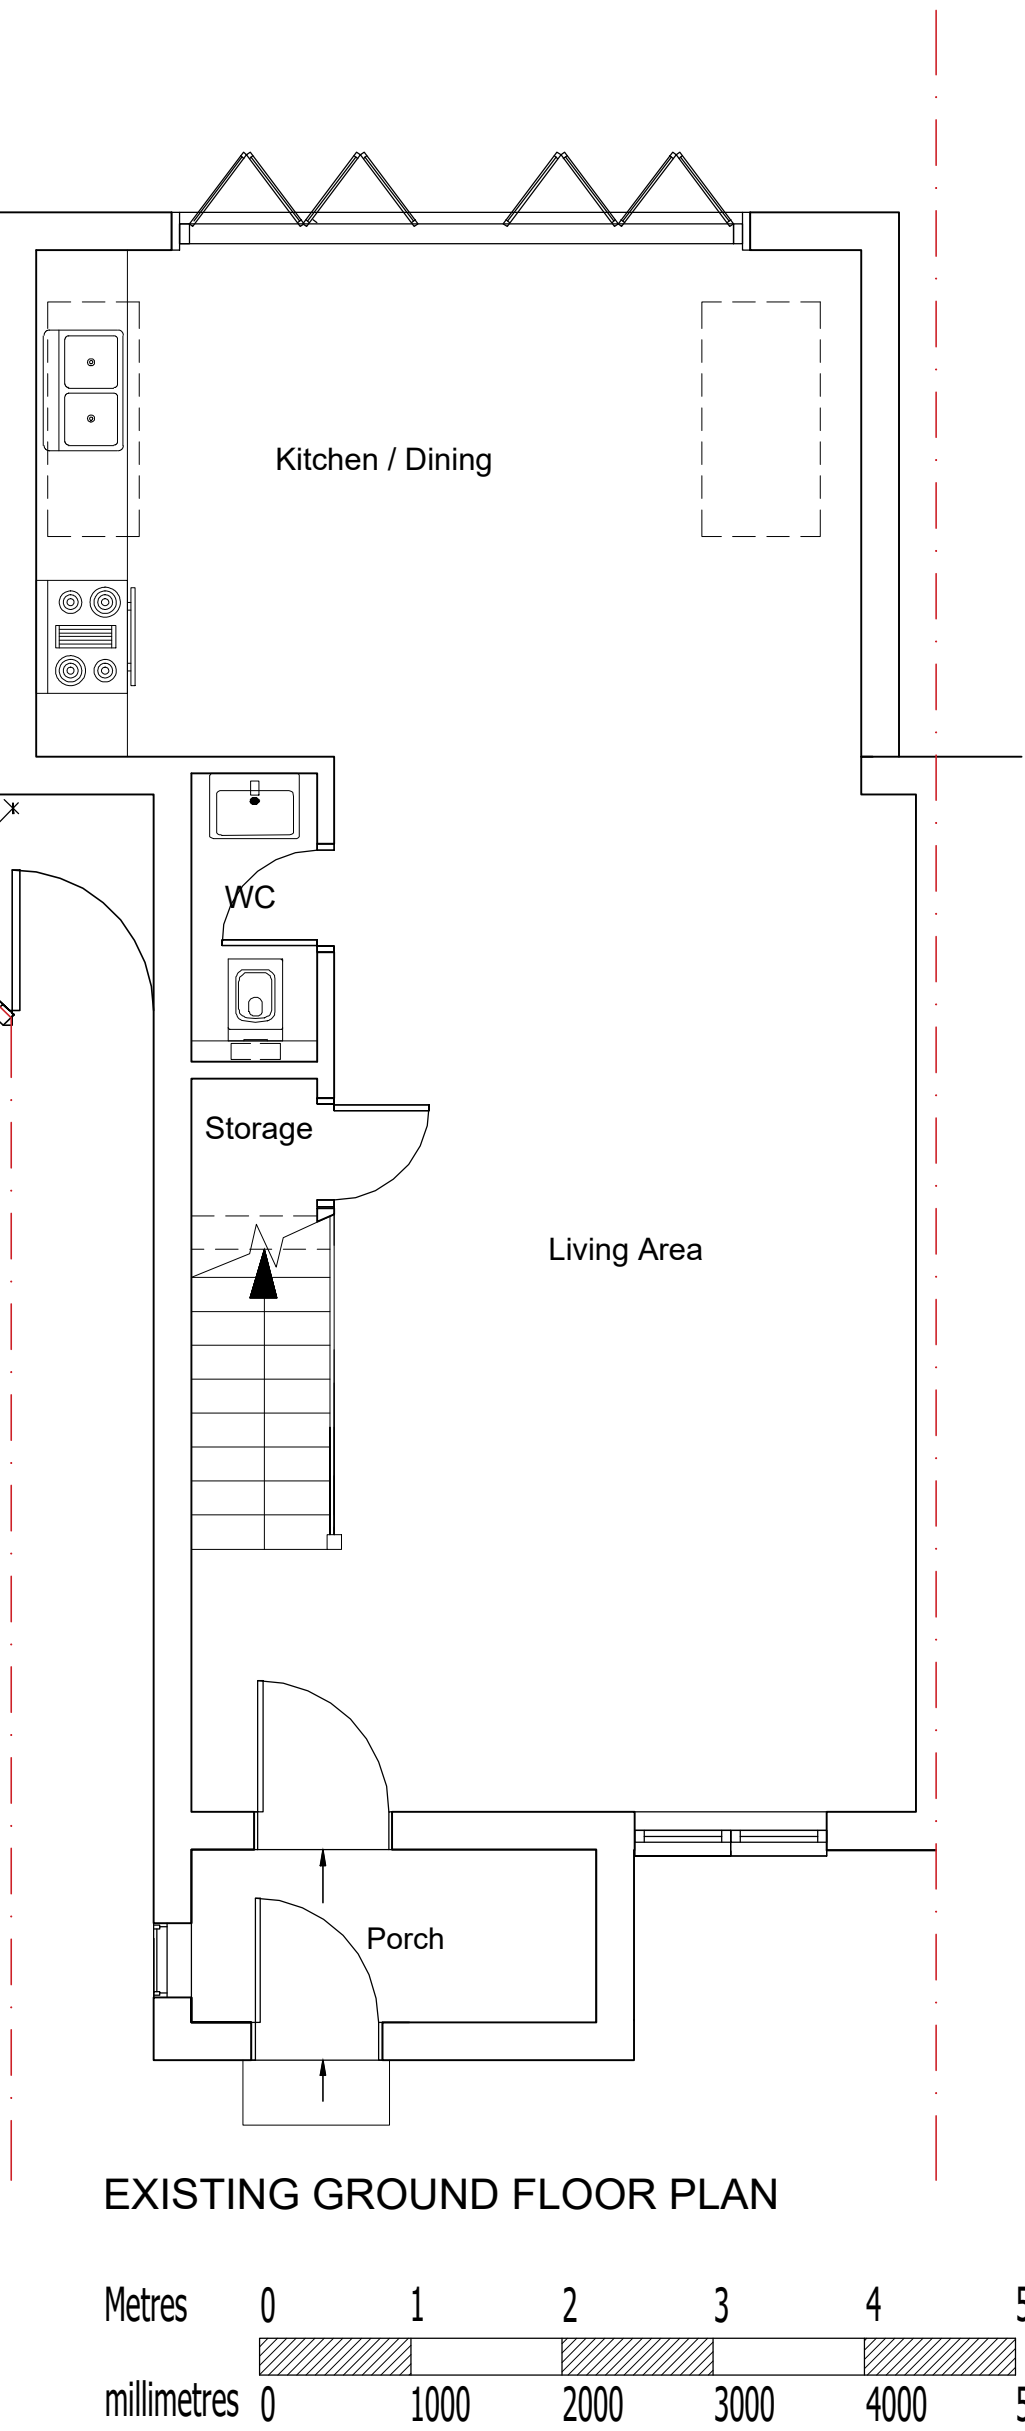 Kitchen / Dining
WC
Storage
Living Area
Porch
EXISTING GROUND FLOOR PLAN
Metres 0 1 2 3 4 5
millimetres 0 1000 2000 3000 4000